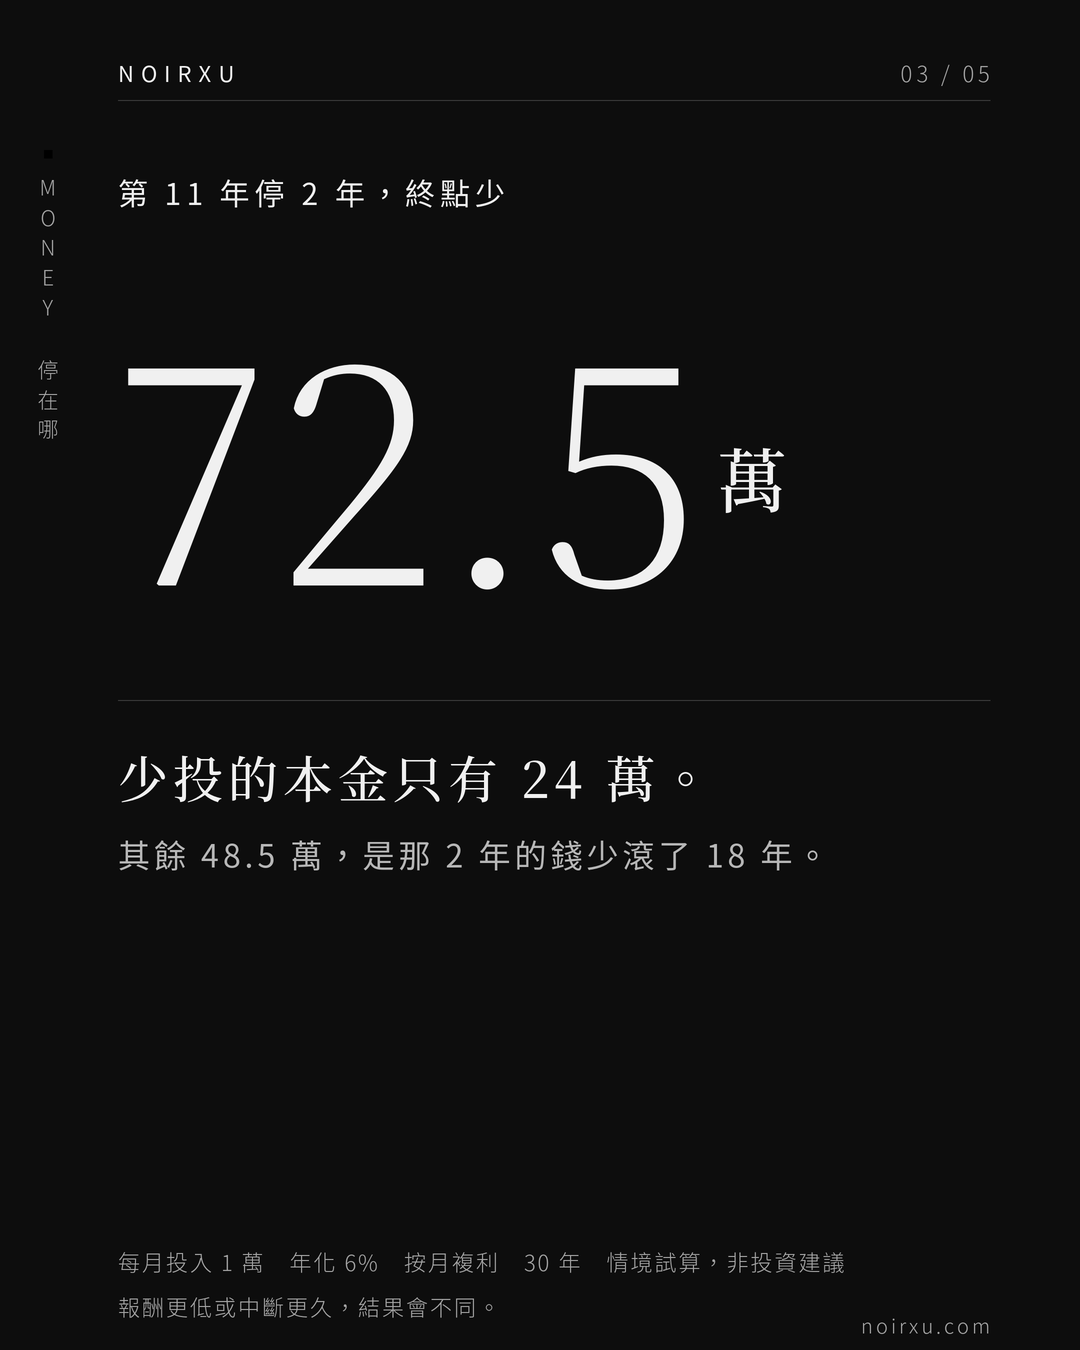 NOIRXU
03 / 05
MONEY 停在哪
第 11 年停 2 年，終點少
72.5 萬
少投的本金只有 24 萬。
其餘 48.5 萬，是那 2 年的錢少滾了 18 年。
每月投入 1 萬　年化 6%　按月複利　30 年　情境試算，非投資建議
報酬更低或中斷更久，結果會不同。
noirxu.com